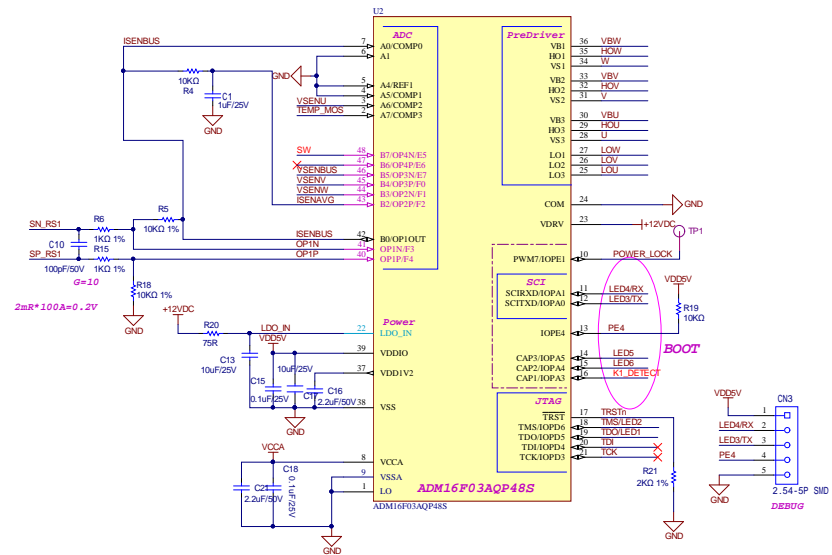 U2
ADC
PreDriver
ISENBUS
7
A0/COMP0
6
A1
5
A4/REF1
4
A5/COMP1
3
A6/COMP2
2
A7/COMP3
VSENU
TEMP_MOS
GND
10KΩ
R4
C1
1uF/25V
GND
VB1
36
VBW
HO1
35
HOW
VS1
34
W
VB2
33
VBV
HO2
32
HOV
VS2
31
V
VB3
30
VBU
HO3
29
HOU
VS3
28
U
LO1
27
LOW
LO2
26
LOV
LO3
25
LOU
SW
48
B7/OP4N/E5
47
B6/OP4P/E6
VSENBUS
46
B5/OP3N/E7
VSENV
45
B4/OP3P/F0
VSENW
44
B3/OP2N/F1
ISENAVG
43
B2/OP2P/F2
COM
24
GND
VDRV
23
+12VDC
TP1
SN_RS1
R6
1KΩ 1%
R5
10KΩ 1%
C10
100pF/50V
SP_RS1
R15
1KΩ 1%
ISENBUS
42
B0/OP1OUT
OP1N
41
OP1N/F3
OP1P
40
OP1P/F4
G=10
R18
10KΩ 1%
GND
2mR*100A=0.2V
PWM7/IOPE1
10
POWER_LOCK
SCI
SCIRXD/IOPA1
11
LED4/RX
SCITXD/IOPA0
12
LED3/TX
VDD5V
R19
10KΩ
IOPE4
13
PE4
BOOT
CAP3/IOPA5
14
LED5
CAP2/IOPA4
15
LED6
CAP1/IOPA3
16
K1_DETECT
+12VDC
R20
75R
LDO_IN
Power
22
LDO_IN
VDD5V
39
VDDIO
37
VDD1V2
38
VSS
C13
10uF/25V
10uF/25V
C15
0.1uF/25V
C17
C16
2.2uF/50V
GND
JTAG
TRST
17
TRSTn
TMS/IOPD6
18
TMS/LED2
TDO/IOPD5
19
TDO/LED1
TDI/IOPD4
20
TDI
TCK/IOPD3
21
TCK
R21
2KΩ 1%
GND
VCCA
8
VCCA
9
VSSA
1
LO
C18
0.1uF/25V
C21
2.2uF/50V
GND
GND
ADM16F03AQP48S
ADM16F03AQP48S
VDD5V
CN3
1
LED4/RX
2
LED3/TX
3
PE4
4
5
GND
2.54-5P SMD
DEBUG